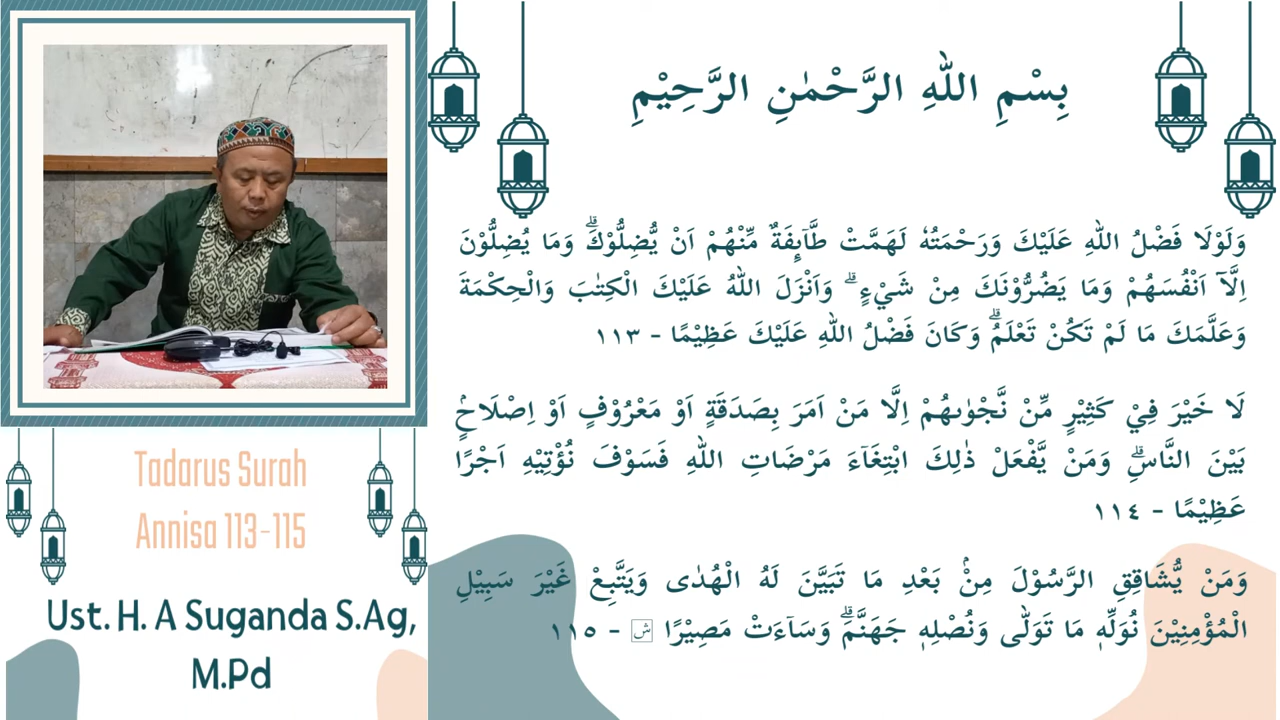 Tadarus Surah
Annisa 113-115
Ust. H. A Suganda S.Ag,
M.Pd
بِسْمِ اللّٰهِ الرَّحْمٰنِ الرَّحِيْمِ
وَلَوْلَا فَضْلُ اللّٰهِ عَلَيْكَ وَرَحْمَتُهٗ لَهَمَّتْ طَّاۤىِٕفَةٌ مِّنْهُمْ اَنْ يُّضِلُّوْكَۗ وَمَا يُضِلُّوْنَ
اِلَّآ اَنْفُسَهُمْ وَمَا يَضُرُّوْنَكَ مِنْ شَيْءٍ ۗ وَاَنْزَلَ اللّٰهُ عَلَيْكَ الْكِتٰبَ وَالْحِكْمَةَ
وَعَلَّمَكَ مَا لَمْ تَكُنْ تَعْلَمُۗ وَكَانَ فَضْلُ اللّٰهِ عَلَيْكَ عَظِيْمًا - ١١٣
لَا خَيْرَ فِيْ كَثِيْرٍ مِّنْ نَّجْوٰىهُمْ اِلَّا مَنْ اَمَرَ بِصَدَقَةٍ اَوْ مَعْرُوْفٍ اَوْ اِصْلَاحٍۢ
بَيْنَ النَّاسِۗ وَمَنْ يَّفْعَلْ ذٰلِكَ ابْتِغَاۤءَ مَرْضَاتِ اللّٰهِ فَسَوْفَ نُؤْتِيْهِ اَجْرًا
عَظِيْمًا - ١١٤
وَمَنْ يُّشَاقِقِ الرَّسُوْلَ مِنْۢ بَعْدِ مَا تَبَيَّنَ لَهُ الْهُدٰى وَيَتَّبِعْ غَيْرَ سَبِيْلِ
الْمُؤْمِنِيْنَ نُوَلِّهٖ مَا تَوَلّٰى وَنُصْلِهٖ جَهَنَّمَۗ وَسَاۤءَتْ مَصِيْرًا ࣖ - ١١٥